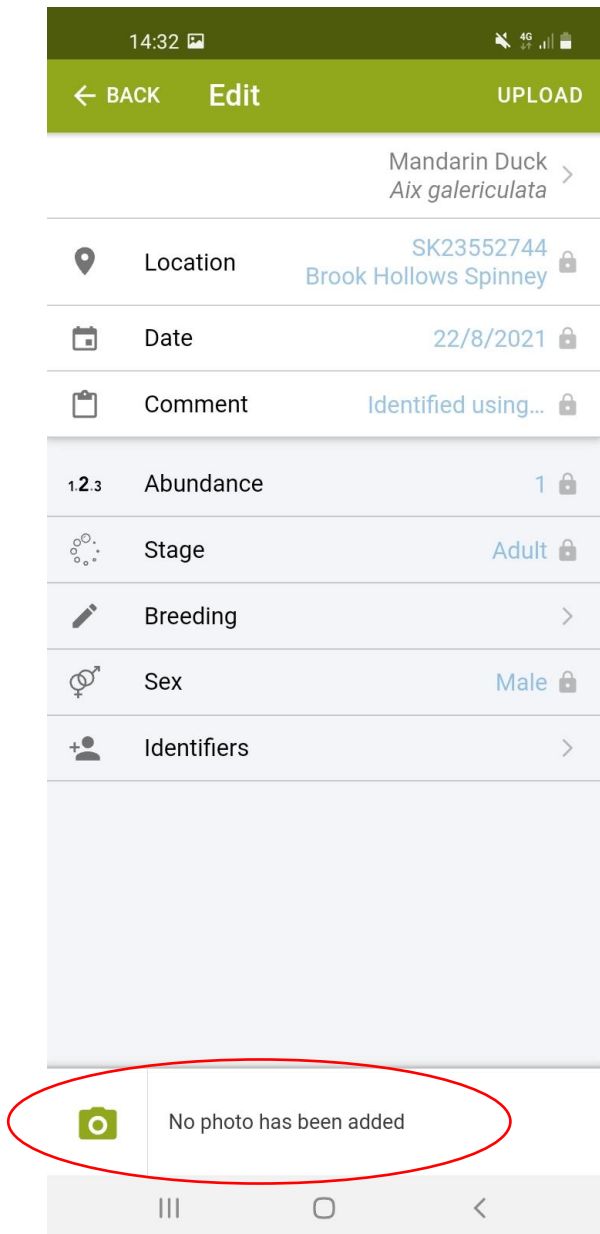 14:32 4G
BACK Edit UPLOAD
Mandarin Duck
Aix galericulata
Location SK23552744
Brook Hollows Spinney
Date 22/8/2021
Comment Identified using...
1.2.3 Abundance 1
Stage Adult
Breeding
Sex Male
Identifiers
No photo has been added